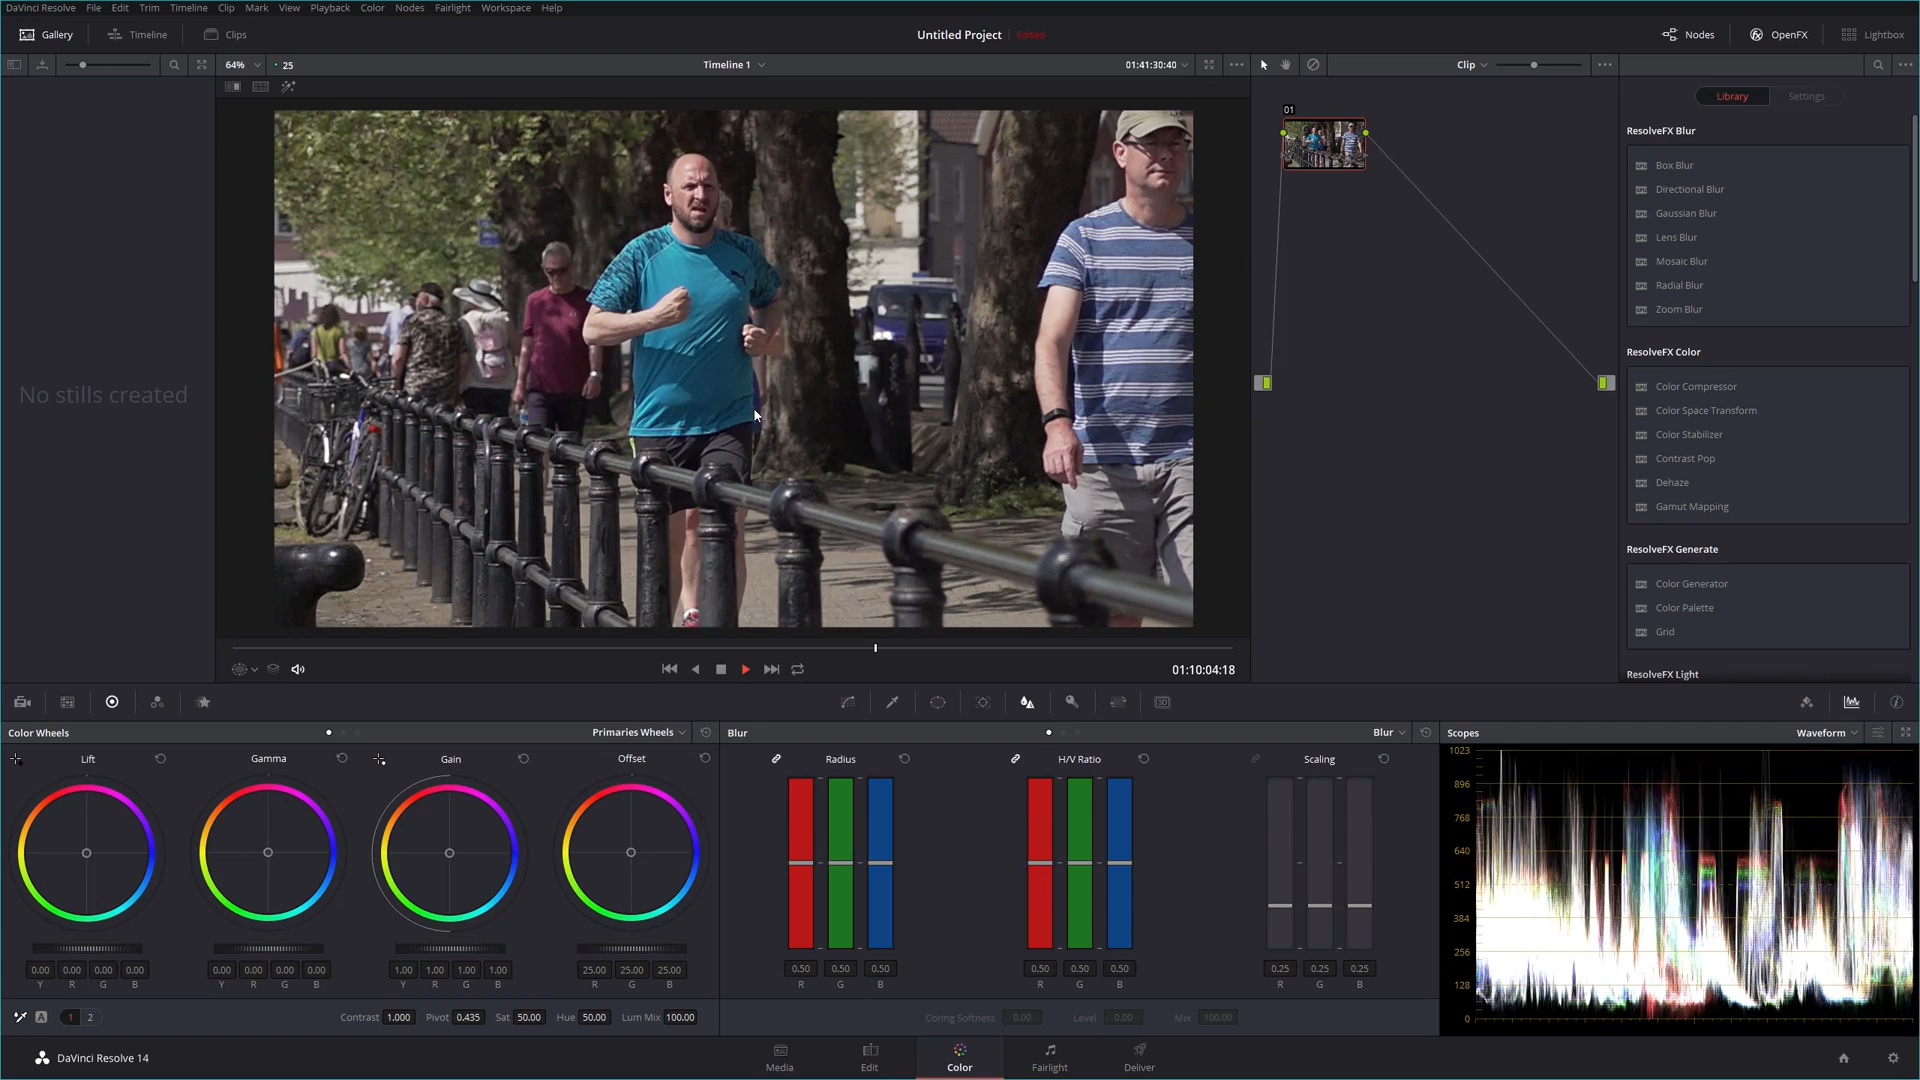 DaVinci Resolve File Edit Trim Timeline Clip Mark View Playback Color Nodes Fairlight Workspace Help
Gallery Timeline Clips Untitled Project Edited Nodes OpenFX Lightbox
64% 25 Timeline 1 01:41:30:40 Clip
Library Settings
01
ResolveFX Blur
Box Blur
Directional Blur
Gaussian Blur
Lens Blur
Mosaic Blur
Radial Blur
Zoom Blur
ResolveFX Color
Color Compressor
Color Space Transform
Color Stabilizer
Contrast Pop
Dehaze
Gamut Mapping
ResolveFX Generate
Color Generator
Color Palette
Grid
ResolveFX Light
No stills created
01:10:04:18
Color Wheels Primaries Wheels Blur Blur Scopes Waveform
Lift Gamma Gain Offset Radius H/V Ratio Scaling
1023
896
768
640
512
384
256
128
0
0.00 0.00 0.00 0.00 0.00 0.00 0.00 0.00 1.00 1.00 1.00 1.00 25.00 25.00 25.00 0.50 0.50 0.50 0.50 0.50 0.50 0.25 0.25 0.25
Y R G B Y R G B Y R G B R G B R G B R G B R G B
A 1 2 Contrast 1.000 Pivot 0.435 Sat 50.00 Hue 50.00 Lum Mix 100.00 Coring Softness 0.00 Level 0.00 Mix 100.00
DaVinci Resolve 14 Media Edit Color Fairlight Deliver